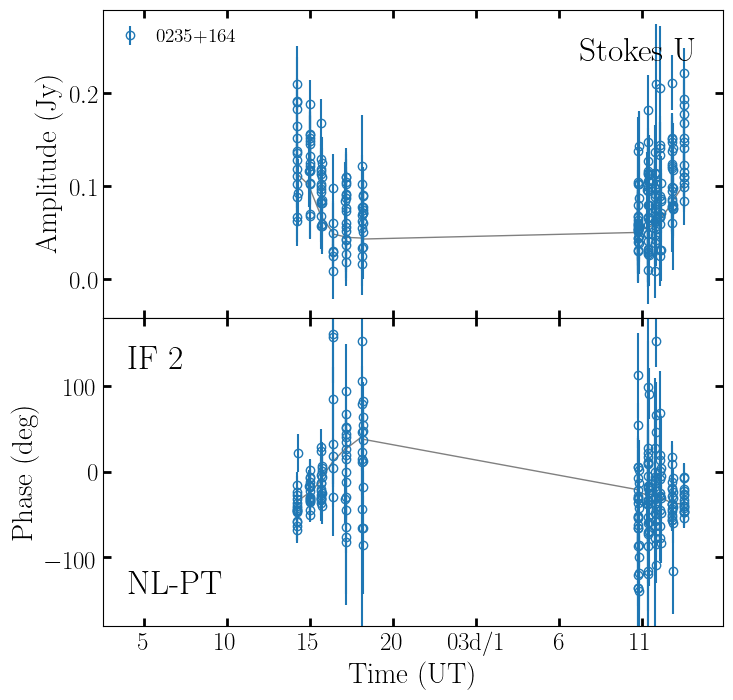 0235+164
Stokes U
0.2
0.1
0.0
Amplitude (Jy)
IF 2
100
0
−100
Phase (deg)
NL-PT
5 10 15 20 03d/1 6 11
Time (UT)